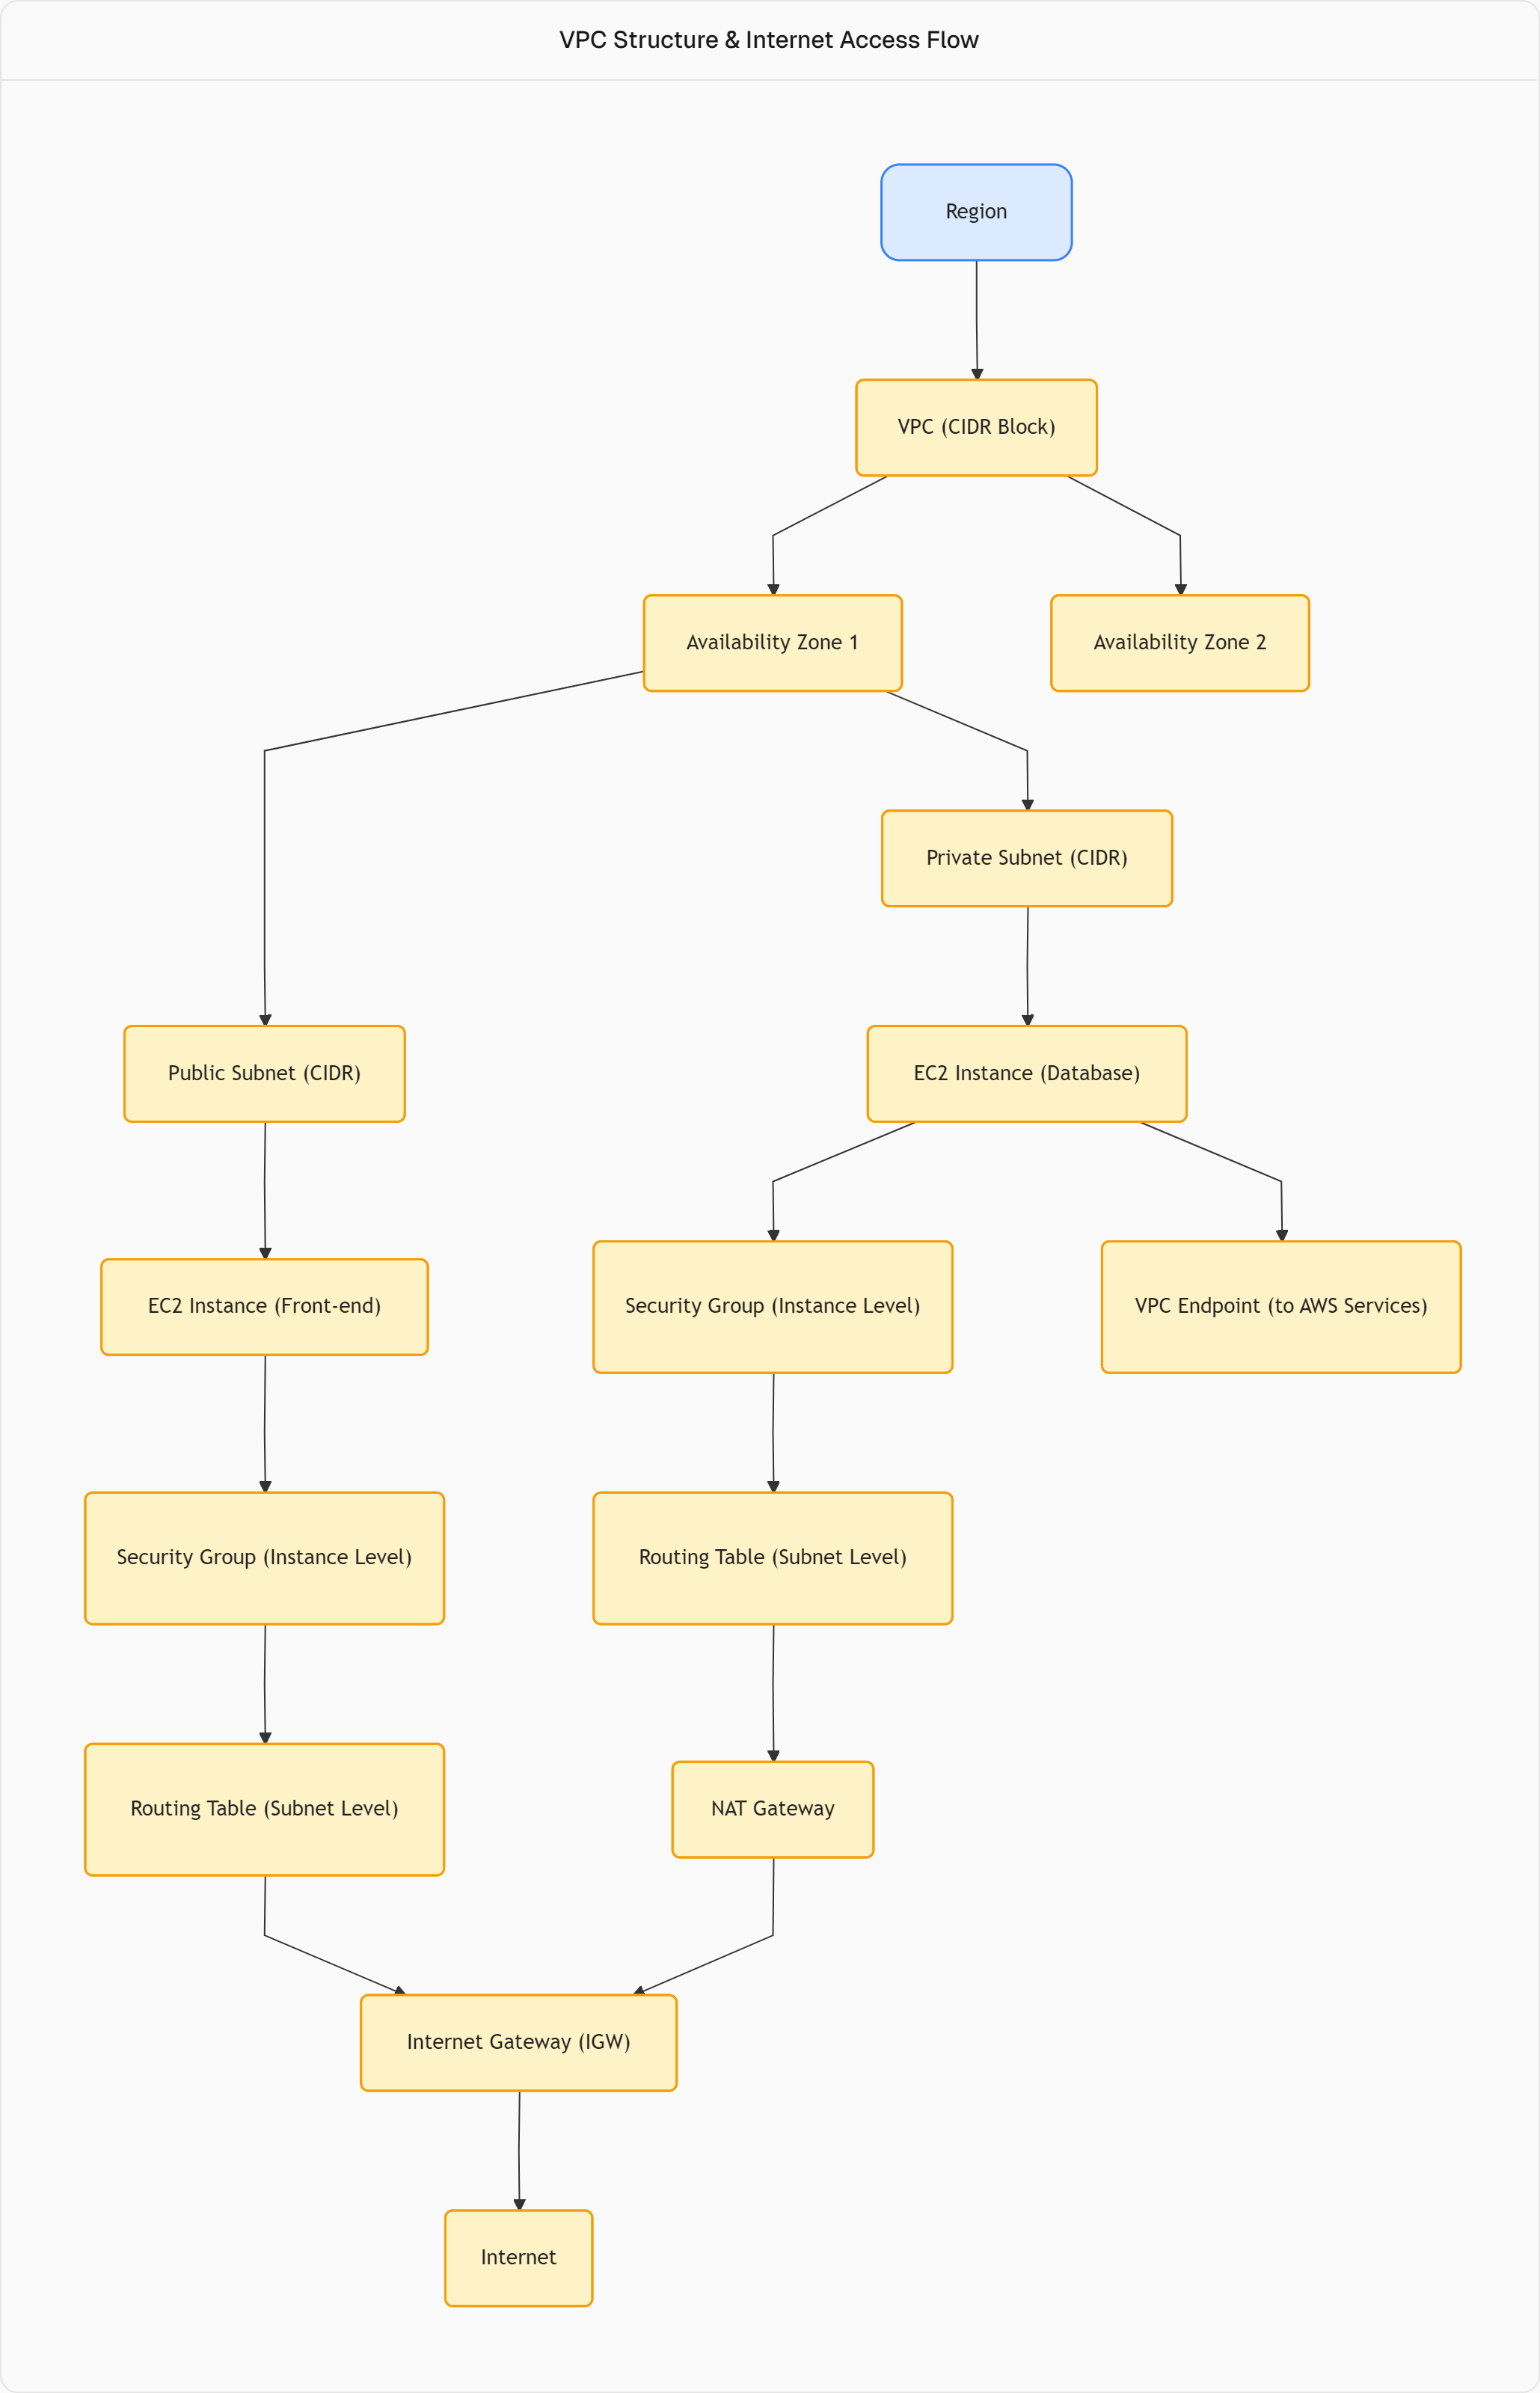 VPC Structure & Internet Access Flow
Region
VPC (CIDR Block)
Availability Zone 1
Availability Zone 2
Private Subnet (CIDR)
Public Subnet (CIDR)
EC2 Instance (Database)
EC2 Instance (Front-end)
Security Group (Instance Level)
VPC Endpoint (to AWS Services)
Security Group (Instance Level)
Routing Table (Subnet Level)
Routing Table (Subnet Level)
NAT Gateway
Internet Gateway (IGW)
Internet